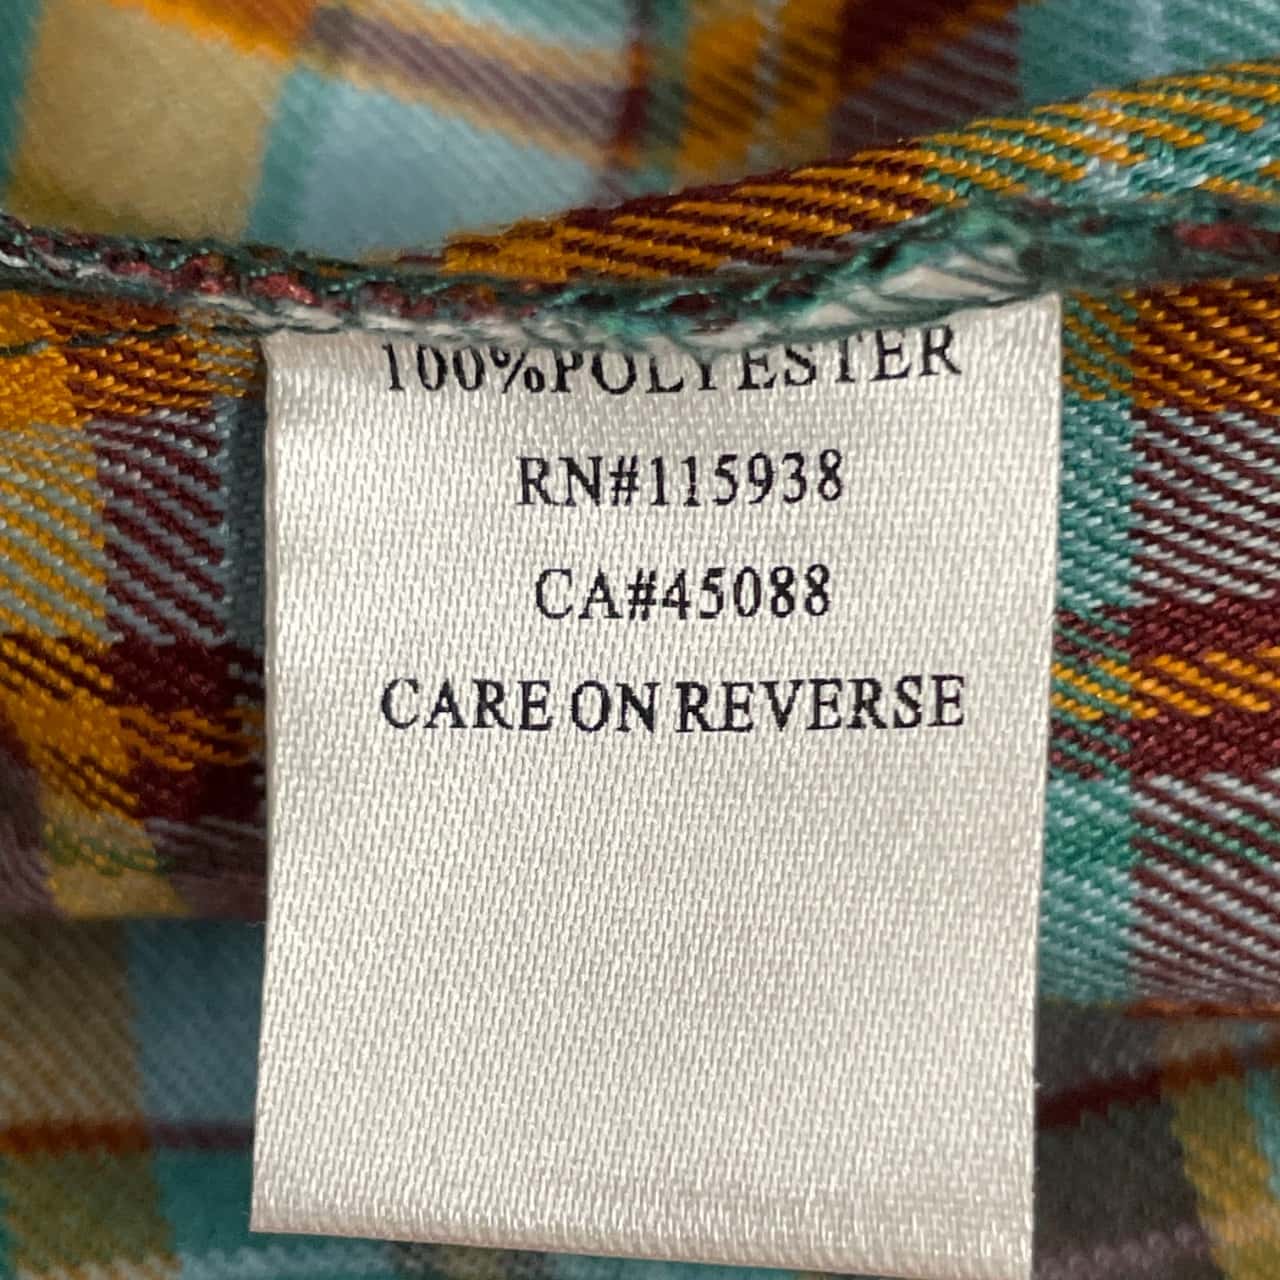 100%POLYESTER
RN#115938
CA#45088
CARE ON REVERSE